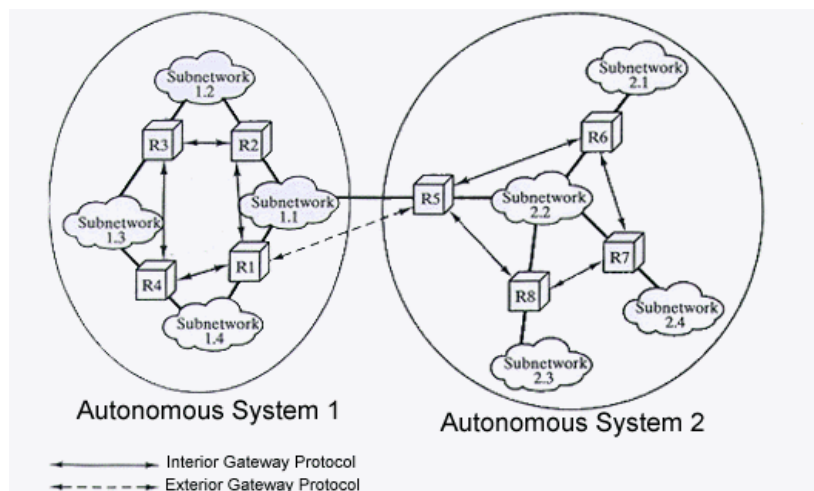 Subnetwork
1.2
R3
R2
Subnetwork
1.1
Subnetwork
1.3
R4
R1
Subnetwork
1.4
Autonomous System 1
Subnetwork
2.1
R6
R5
Subnetwork
2.2
R7
R8
Subnetwork
2.4
Subnetwork
2.3
Autonomous System 2
Interior Gateway Protocol
Exterior Gateway Protocol